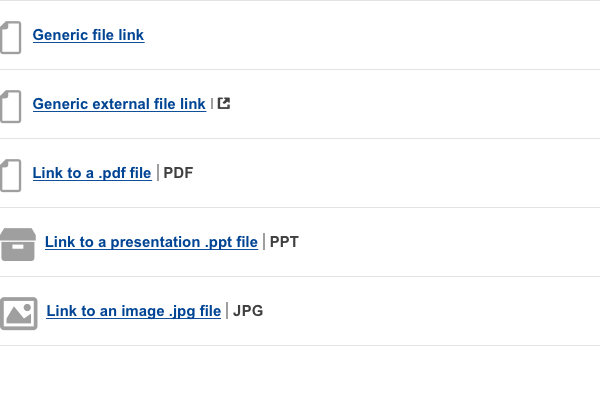 Generic file link
Generic external file link |
Link to a .pdf file | PDF
Link to a presentation .ppt file | PPT
Link to an image .jpg file | JPG